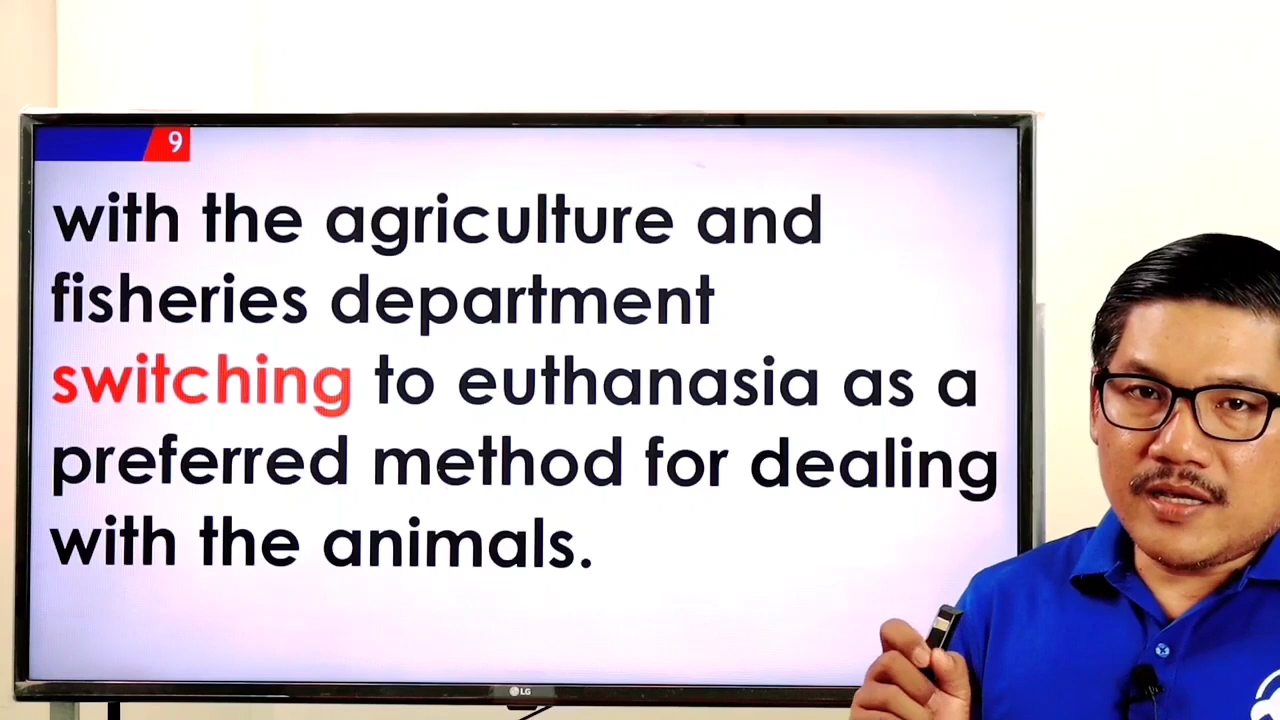 9
with the agriculture and
fisheries department
switching to euthanasia as a
preferred method for dealing
with the animals.
LG